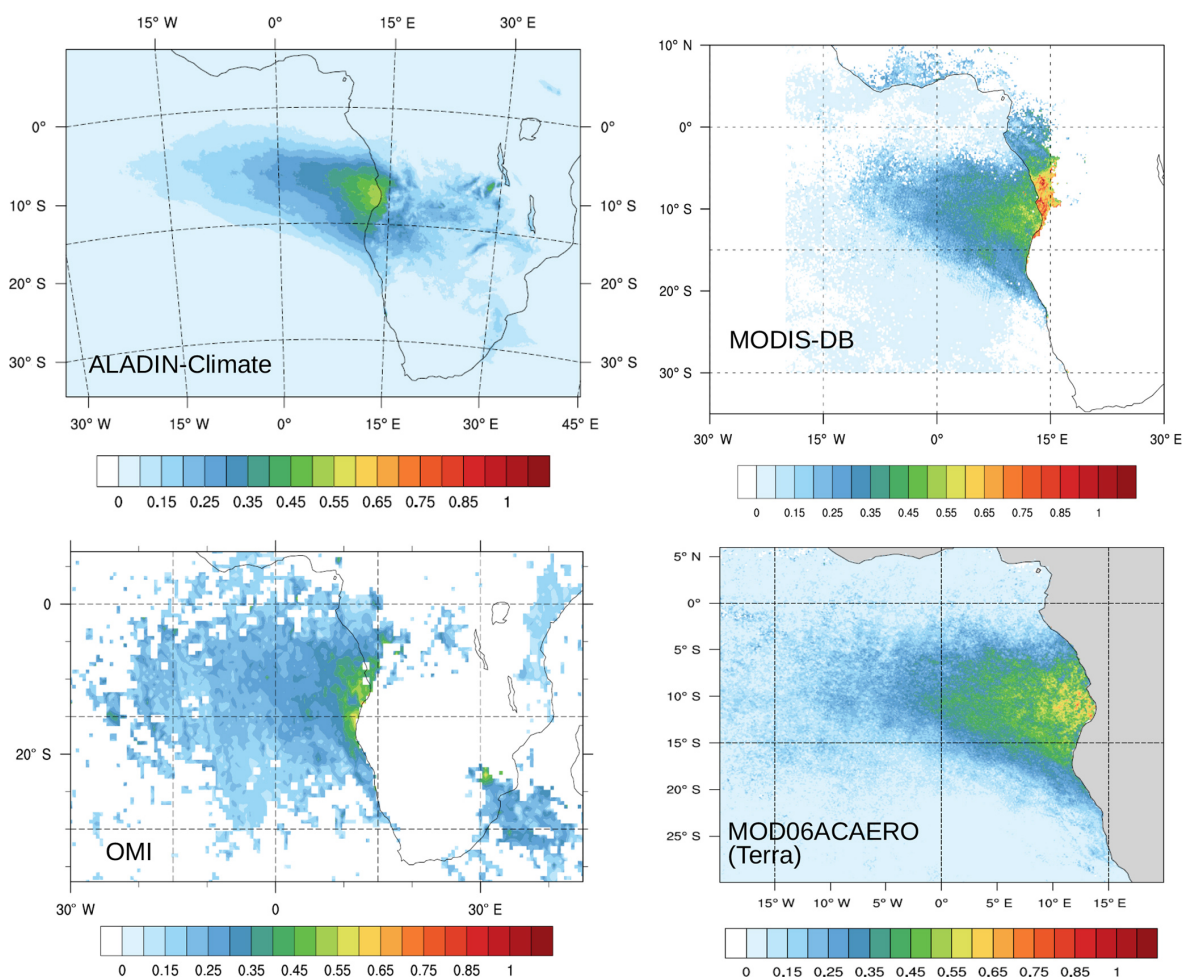 15° W 0° 15° E 30° E
0° 0°
10° S 10° S
20° S 20° S
30° S 30° S
ALADIN-Climate
30° W 15° W 0° 15° E 30° E 45° E
0 0.15 0.25 0.35 0.45 0.55 0.65 0.75 0.85 1
10° N
0°
10° S
20° S
30° S
MODIS-DB
30° W 15° W 0° 15° E 30° E
0 0.15 0.25 0.35 0.45 0.55 0.65 0.75 0.85 1
0
20° S
OMI
30° W 0 30° E
0 0.15 0.25 0.35 0.45 0.55 0.65 0.75 0.85 1
5° N
0°
5° S
10° S
15° S
20° S
25° S
MOD06ACAERO
(Terra)
15° W 10° W 5° W 0° 5° E 10° E 15° E
0 0.15 0.25 0.35 0.45 0.55 0.65 0.75 0.85 1